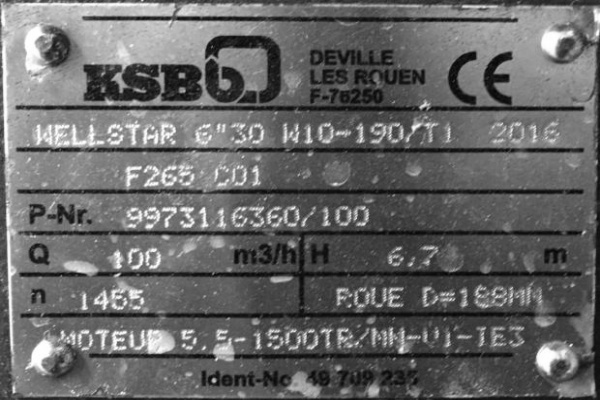 KSB
DEVILLE
LES ROUEN
F-76250
CE
WELLSTAR 6"30 W10-190/T1 2016
F265 C01
P-Nr. 9973116360/100
Q 100 m3/h H 6,7 m
n 1455 ROUE D=188MM
MOTEUR 5.5-1500TR/MN-V1-IE3
Ident-No. 49 709 235